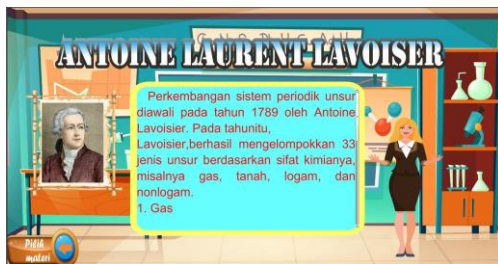 ANTOINE LAURENT LAVOISER
Perkembangan sistem periodik unsur
diawali pada tahun 1789 oleh Antoine
Lavoisier. Pada tahunitu,
Lavoisier,berhasil mengelompokkan 33
jenis unsur berdasarkan sifat kimianya,
misalnya gas, tanah, logam, dan
nonlogam.
1. Gas
Pilih
materi